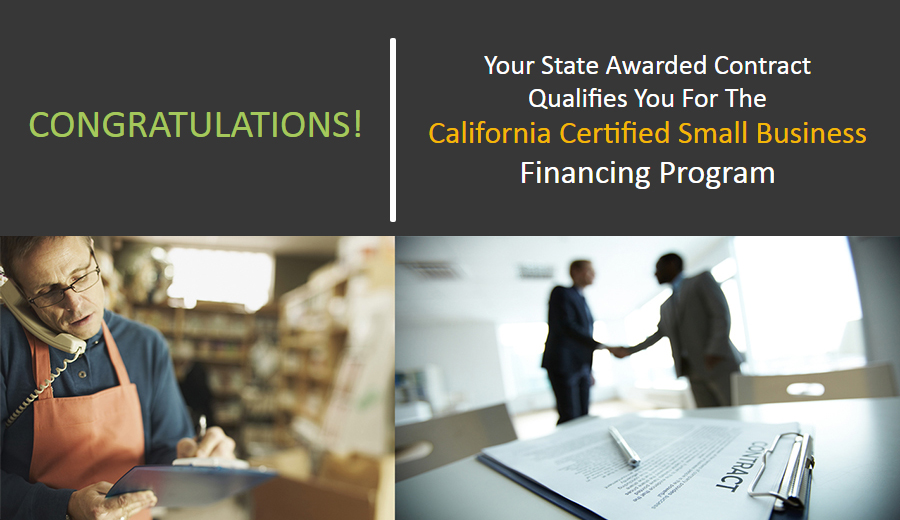 CONGRATULATIONS!
Your State Awarded Contract
Qualifies You For The
California Certified Small Business
Financing Program
CONTRACT